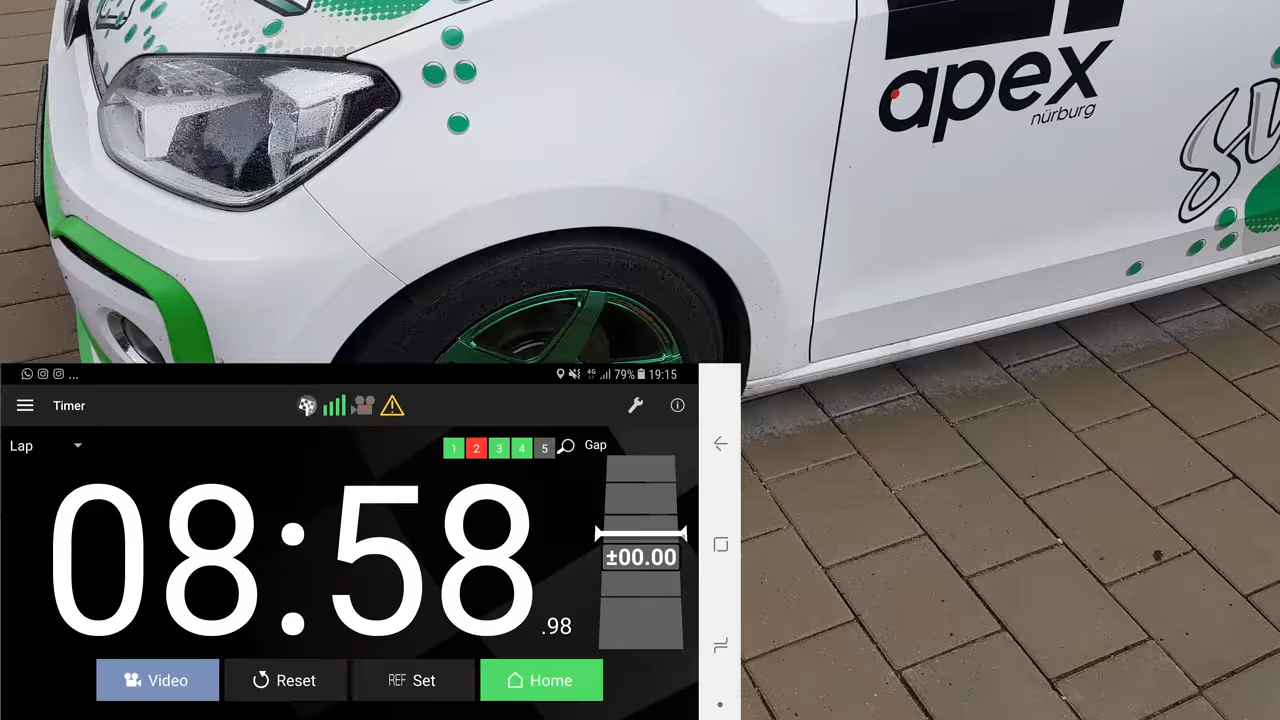 apex
nürburg
4G 79% 19:15
Timer
Lap
1 2 3 4 5 Gap
08:58.98
±00.00
Video Reset REF Set Home